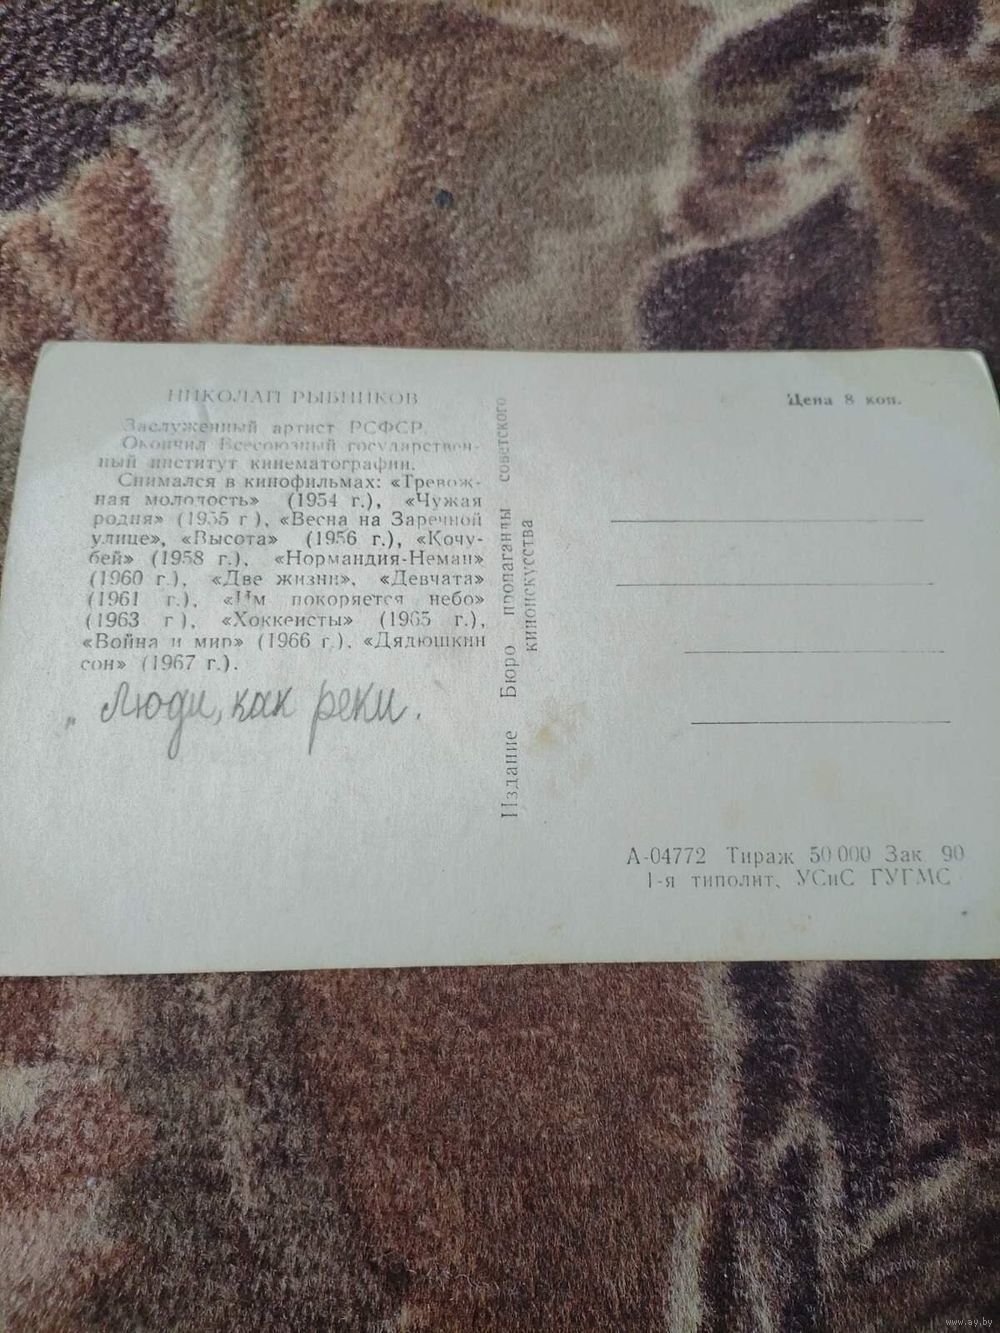 НИКОЛАЙ РЫБНИКОВ
Заслуженный артист РСФСР.
Окончил Всесоюзный государствен-
ный институт кинематографии.
Снимался в кинофильмах: «Тревож-
ная молодость» (1954 г.), «Чужая
родня» (1955 г.), «Весна на Заречной
улице», «Высота» (1956 г.), «Кочу-
бей» (1958 г.), «Нормандия-Неман»
(1960 г.), «Две жизни», «Девчата»
(1961 г.), «Им покоряется небо»
(1963 г.), «Хоккеисты» (1965 г.),
«Война и мир» (1966 г.), «Дядюшкин
сон» (1967 г.).
„ Люди, как реки.
Издание Бюро пропаганды советского
киноискусства
Цена 8 коп.
А-04772 Тираж 50 000 Зак. 90
1-я типолит. УСиС ГУГМС
www.ay.by